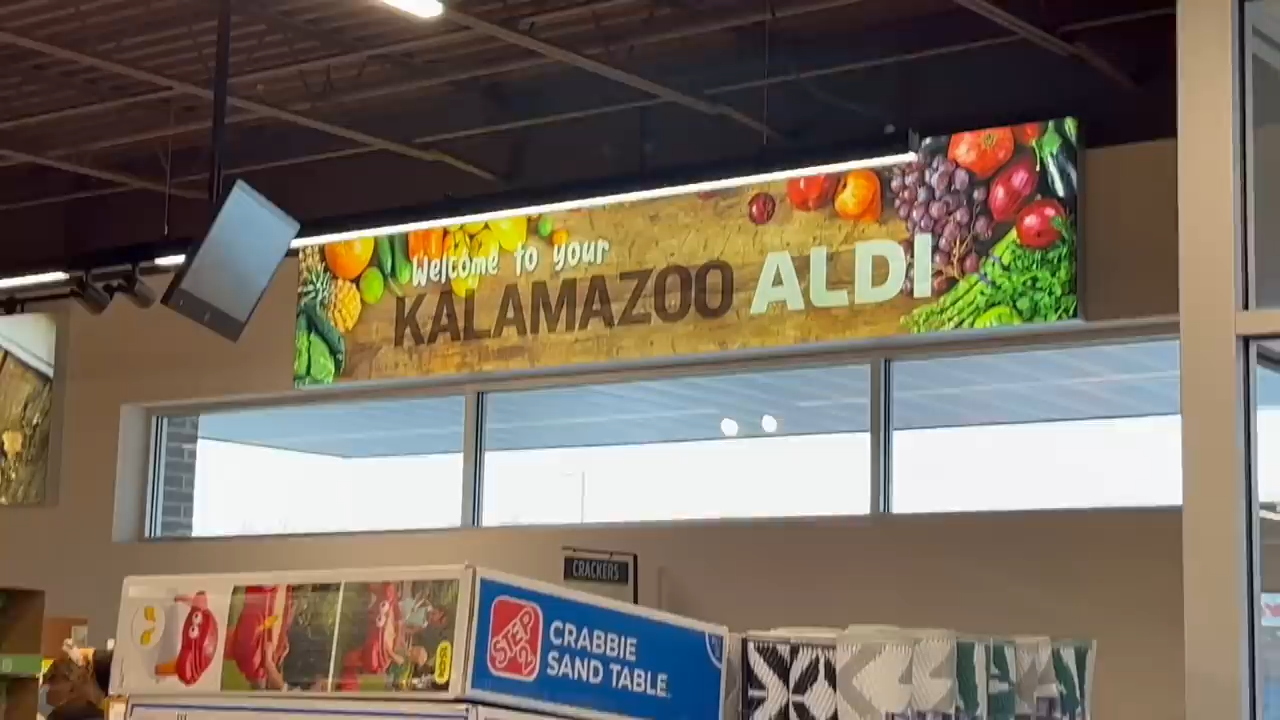 Welcome to your
KALAMAZOO ALDI
CRACKERS
STEP2
CRABBIE
SAND TABLE